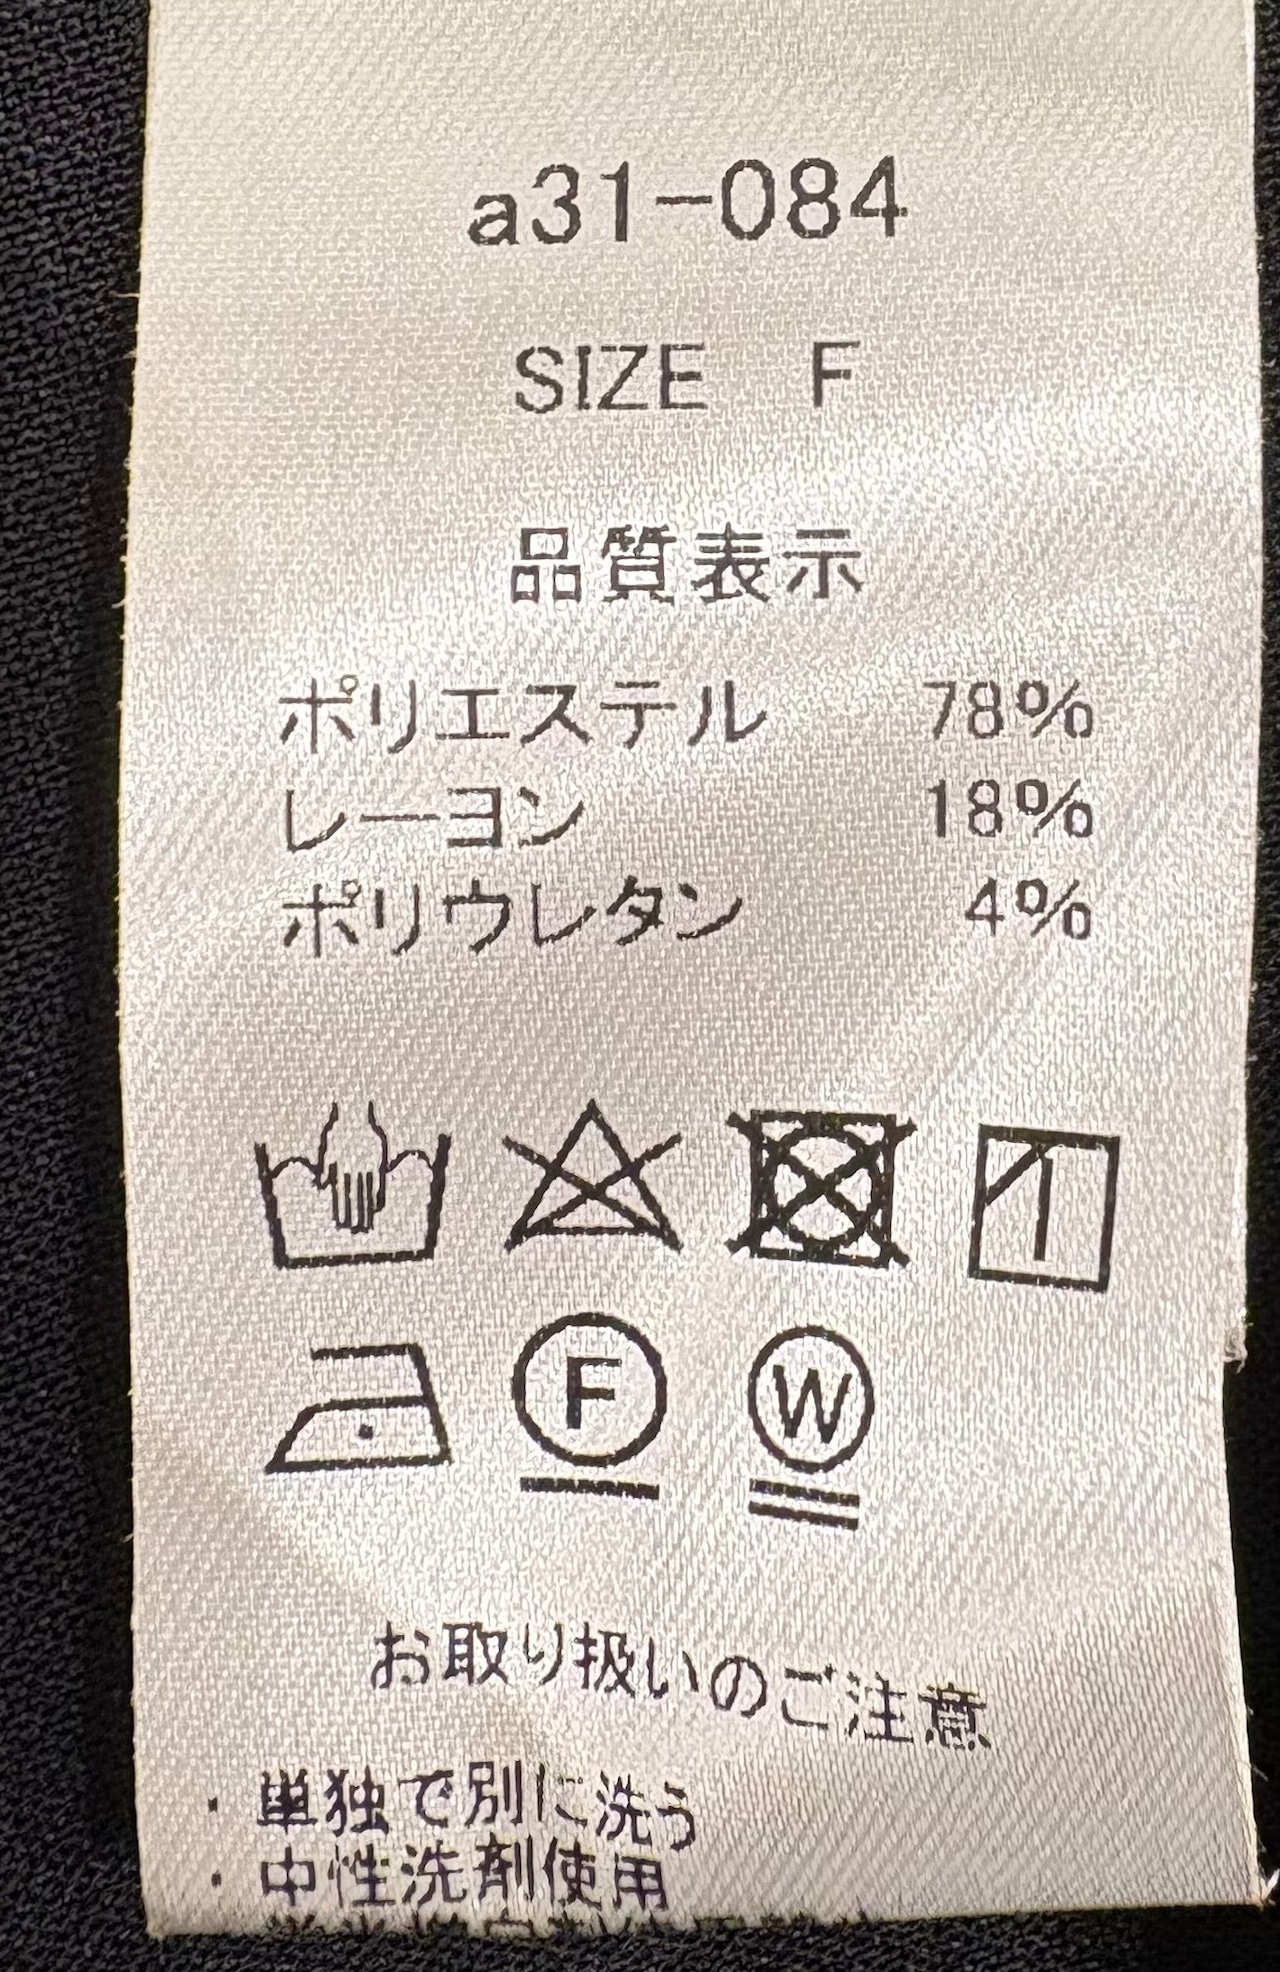 a31-084
SIZE F
品質表示
ポリエステル 78%
レーヨン 18%
ポリウレタン 4%
F W
お取り扱いのご注意
・単独で別に洗う
・中性洗剤使用